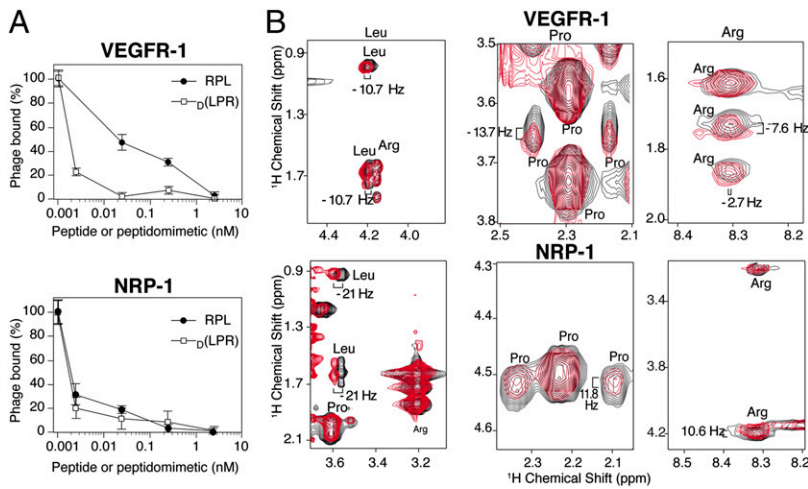 A
VEGFR-1
100
80
60
40
20
0
RPL
D(LPR)
Phage bound (%)
0.001
0.01
0.1
1
10
Peptide or peptidomimetic (nM)
NRP-1
100
80
60
40
20
0
RPL
D(LPR)
Phage bound (%)
0.001
0.01
0.1
1
10
Peptide or peptidomimetic (nM)
B
VEGFR-1
Leu
0.9
1.3
1.7
Leu
- 10.7 Hz
Leu
Arg
- 10.7 Hz
4.2
4.0
¹H Chemical Shift (ppm)
Pro
3.5
3.6
3.7
3.8
Pro
-13.7 Hz
Pro
Pro
Pro
Pro
2.5
2.3
2.1
Arg
1.6
1.8
2.0
Arg
Arg
-7.6 Hz
Arg
- 2.7 Hz
8.4
8.3
8.2
NRP-1
0.9
1.3
1.7
2.1
Leu
- 21 Hz
Leu
- 21 Hz
Pro
Arg
3.6
3.4
3.2
¹H Chemical Shift (ppm)
4.3
4.4
4.5
4.6
Pro
Pro
Pro
11.8
Hz
2.3
2.2
2.1
¹H Chemical Shift (ppm)
3.4
3.8
4.2
Arg
Arg
10.6 Hz
8.5
8.4
8.3
8.2